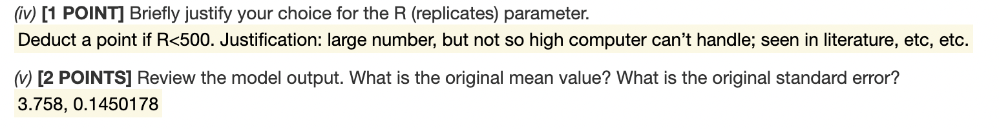 (iv) [1 POINT] Briefly justify your choice for the R (replicates) parameter.
Deduct a point if R<500. Justification: large number, but not so high computer can’t handle; seen in literature, etc, etc.
(v) [2 POINTS] Review the model output. What is the original mean value? What is the original standard error?
3.758, 0.1450178